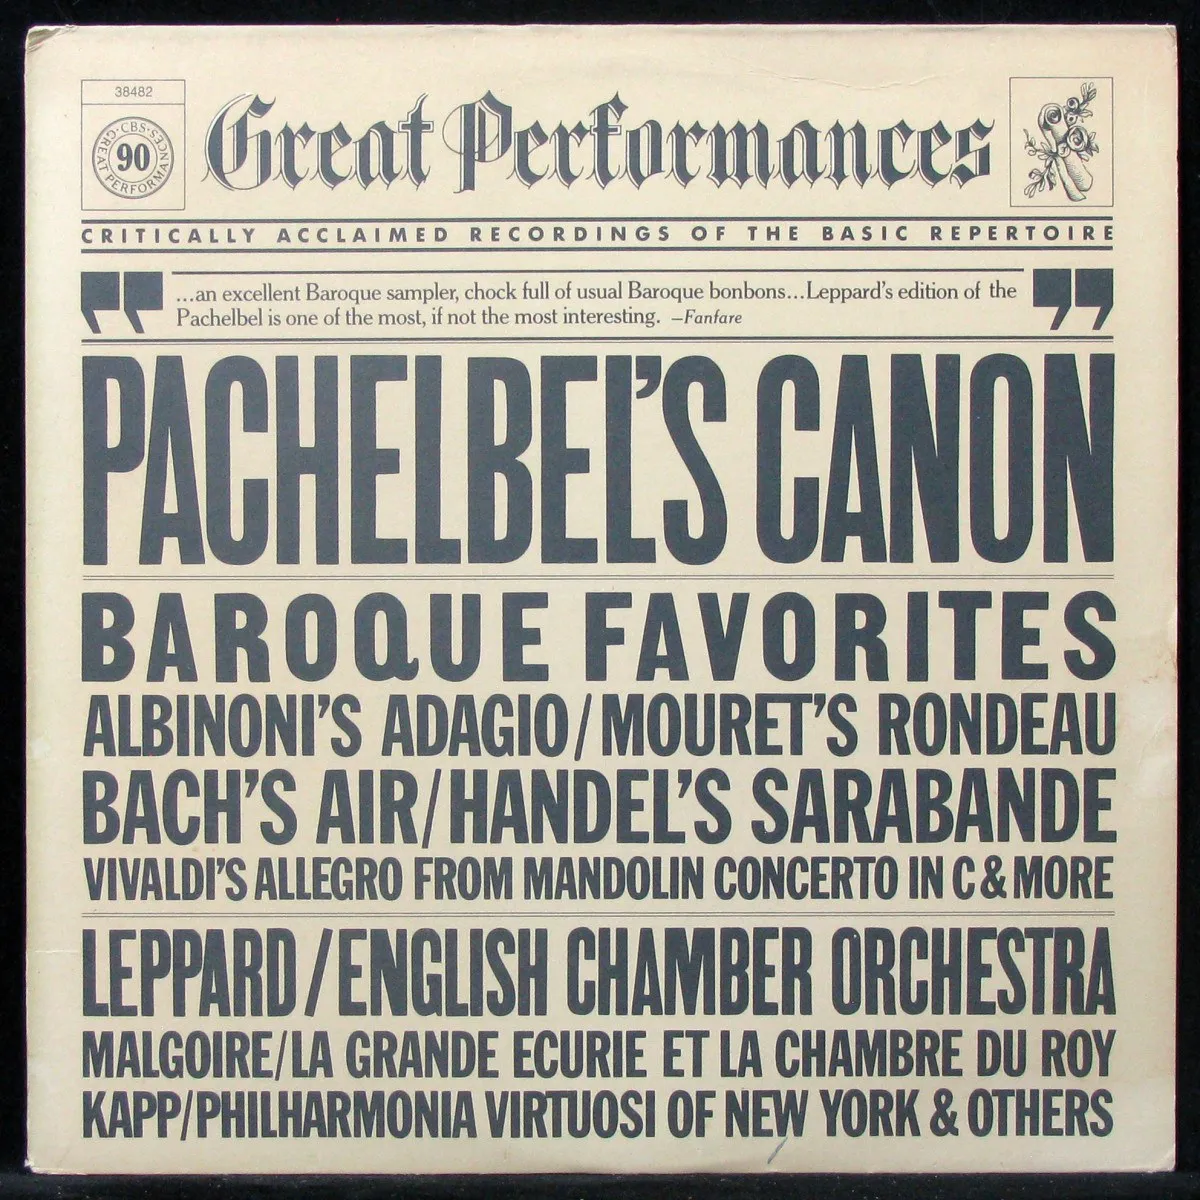 38482
·CBS·
90
GREAT PERFORMANCES
Great Performances
CRITICALLY ACCLAIMED RECORDINGS OF THE BASIC REPERTOIRE
“ ...an excellent Baroque sampler, chock full of usual Baroque bonbons...Leppard's edition of the
Pachelbel is one of the most, if not the most interesting. –Fanfare ”
PACHELBEL'S CANON
BAROQUE FAVORITES
ALBINONI'S ADAGIO/MOURET'S RONDEAU
BACH'S AIR/HANDEL'S SARABANDE
VIVALDI'S ALLEGRO FROM MANDOLIN CONCERTO IN C & MORE
LEPPARD/ENGLISH CHAMBER ORCHESTRA
MALGOIRE/LA GRANDE ECURIE ET LA CHAMBRE DU ROY
KAPP/PHILHARMONIA VIRTUOSI OF NEW YORK & OTHERS